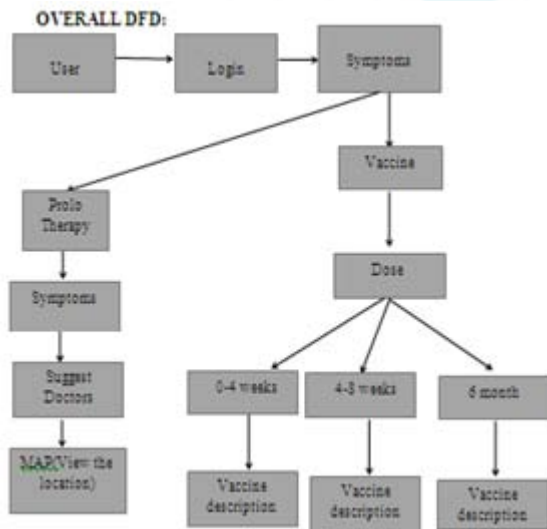 OVERALL DFD:
User
Login
Symptoms
Vaccine
Prolo
Therapy
Dose
Symptoms
Suggest
Doctors
0-4 weeks
4-8 weeks
6 month
MAP(View the
location)
Vaccine
description
Vaccine
description
Vaccine
description